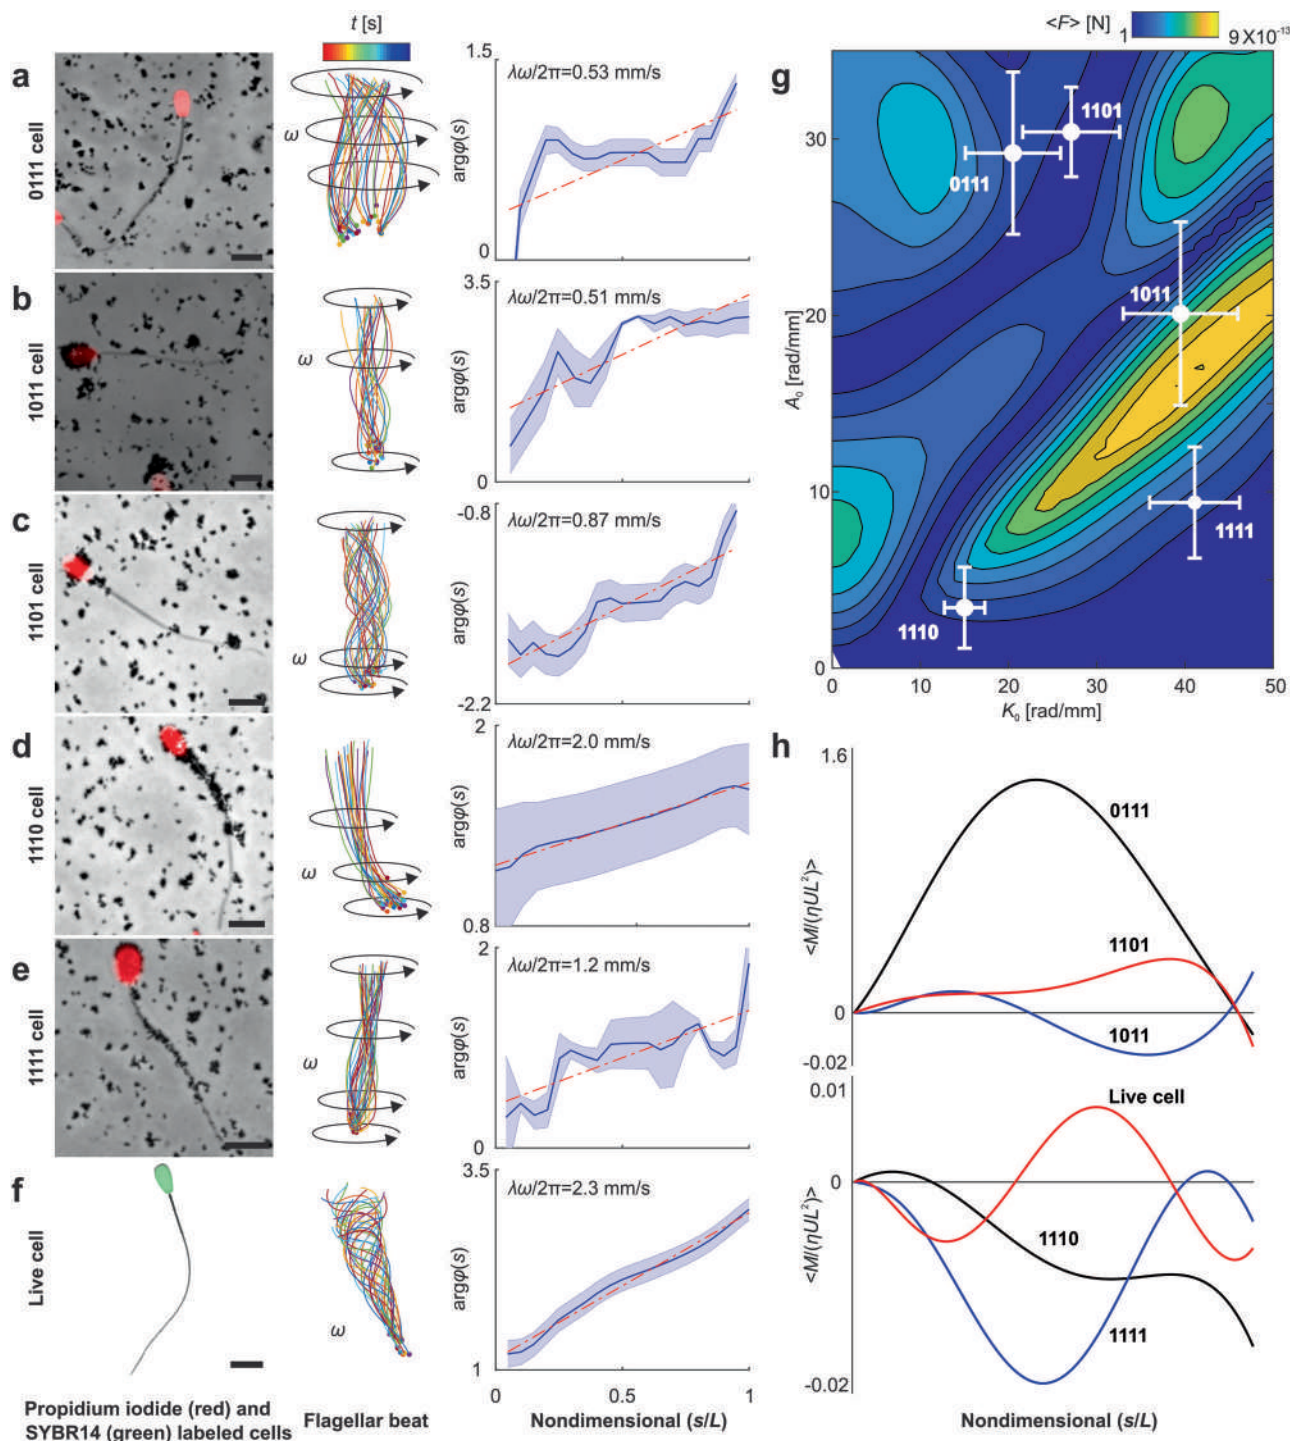 t [s]
a
0111 cell
ω
λω/2π=0.53 mm/s
1.5
0
argφ(s)
b
1011 cell
ω
λω/2π=0.51 mm/s
3.5
0
argφ(s)
c
1101 cell
ω
λω/2π=0.87 mm/s
-0.8
-2.2
argφ(s)
d
1110 cell
ω
λω/2π=2.0 mm/s
2
0.8
argφ(s)
e
1111 cell
ω
λω/2π=1.2 mm/s
2
0
argφ(s)
f
Live cell
ω
λω/2π=2.3 mm/s
3.5
1
argφ(s)
0 0.5 1
Propidium iodide (red) and
SYBR14 (green) labeled cells
Flagellar beat
Nondimensional (s/L)
<F> [N] 1 9X10⁻¹³
g
30
20
10
0
A₀ [rad/mm]
1101
0111
1011
1111
1110
0 10 20 30 40 50
K₀ [rad/mm]
h
1.6
0
-0.02
<M/(ηUL²)>
0111
1101
1011
0.01
0
-0.02
<M/(ηUL²)>
Live cell
1110
1111
Nondimensional (s/L)